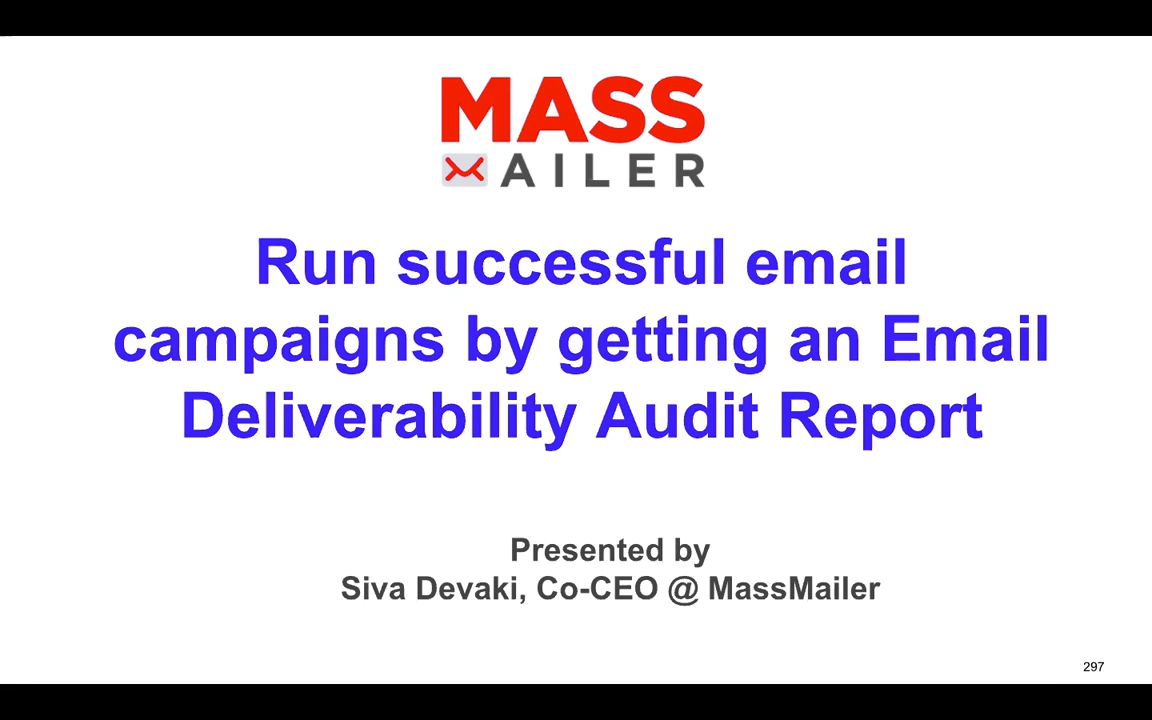 MASS
AILER
Run successful email
campaigns by getting an Email
Deliverability Audit Report
Presented by
Siva Devaki, Co-CEO @ MassMailer
297